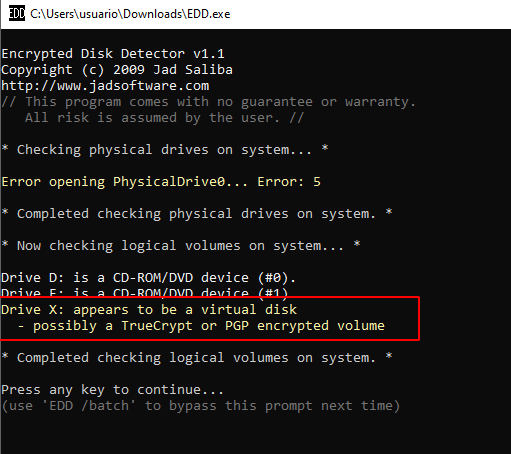 EDD C:\Users\usuario\Downloads\EDD.exe
Encrypted Disk Detector v1.1
Copyright (c) 2009 Jad Saliba
http://www.jadsoftware.com
// This program comes with no guarantee or warranty.
All risk is assumed by the user. //
* Checking physical drives on system... *
Error opening PhysicalDrive0... Error: 5
* Completed checking physical drives on system. *
* Now checking logical volumes on system... *
Drive D: is a CD-ROM/DVD device (#0).
Drive is a CD-ROM/DVD device (#1)
Drive X: appears to be a virtual disk
- possibly a TrueCrypt or PGP encrypted volume
* Completed checking logical volumes on system. *
Press any key to continue...
(use 'EDD /batch' to bypass this prompt next time)